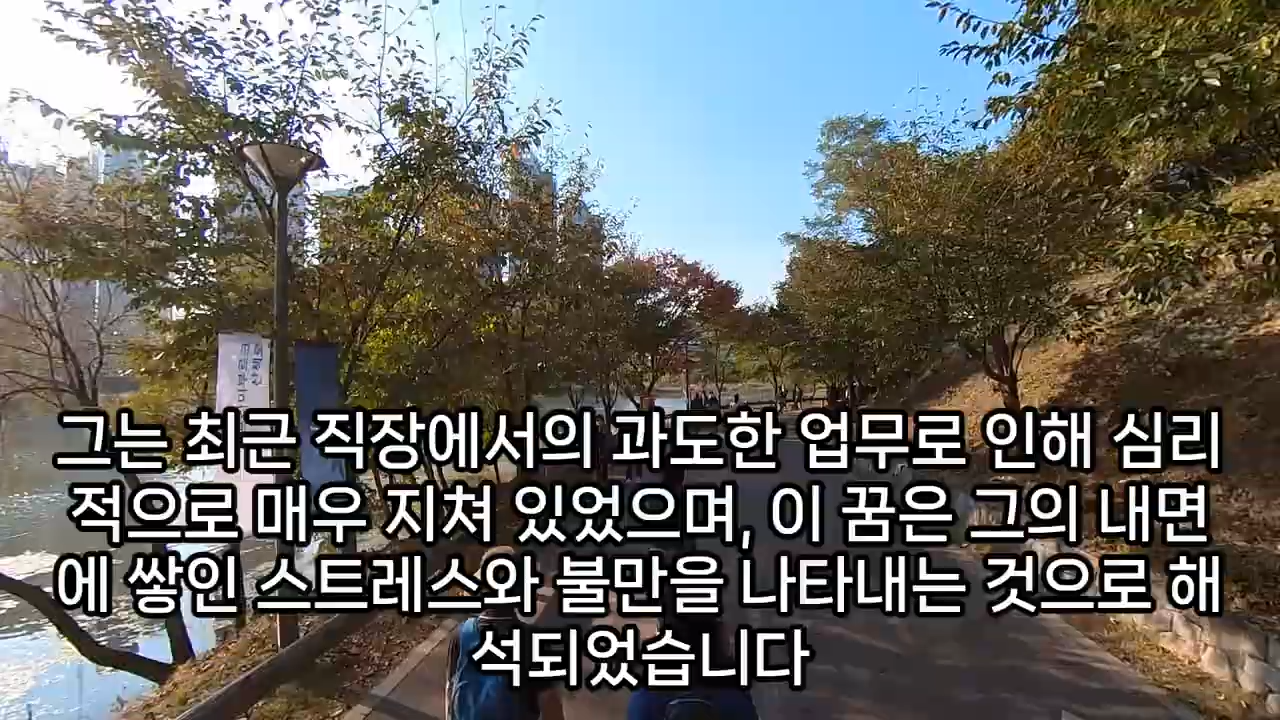 그는 최근 직장에서의 과도한 업무로 인해 심리
적으로 매우 지쳐 있었으며, 이 꿈은 그의 내면
에 쌓인 스트레스와 불만을 나타내는 것으로 해
석되었습니다